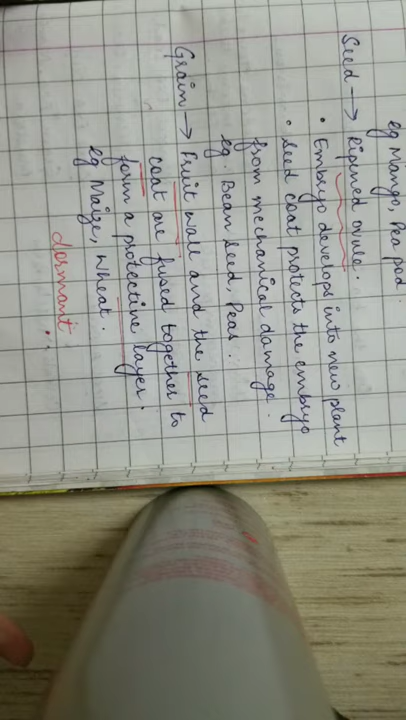 eg Mango, Pea pod.
Seed → Ripened ovule.
• Embryo develops into new plant
• Seed coat protects the embryo
from mechanical damage.
eg. Bean seed, Peas.
Grain → Fruit wall and the seed
coat are fused together to
form a protective layer.
eg Maize, wheat.
dormant